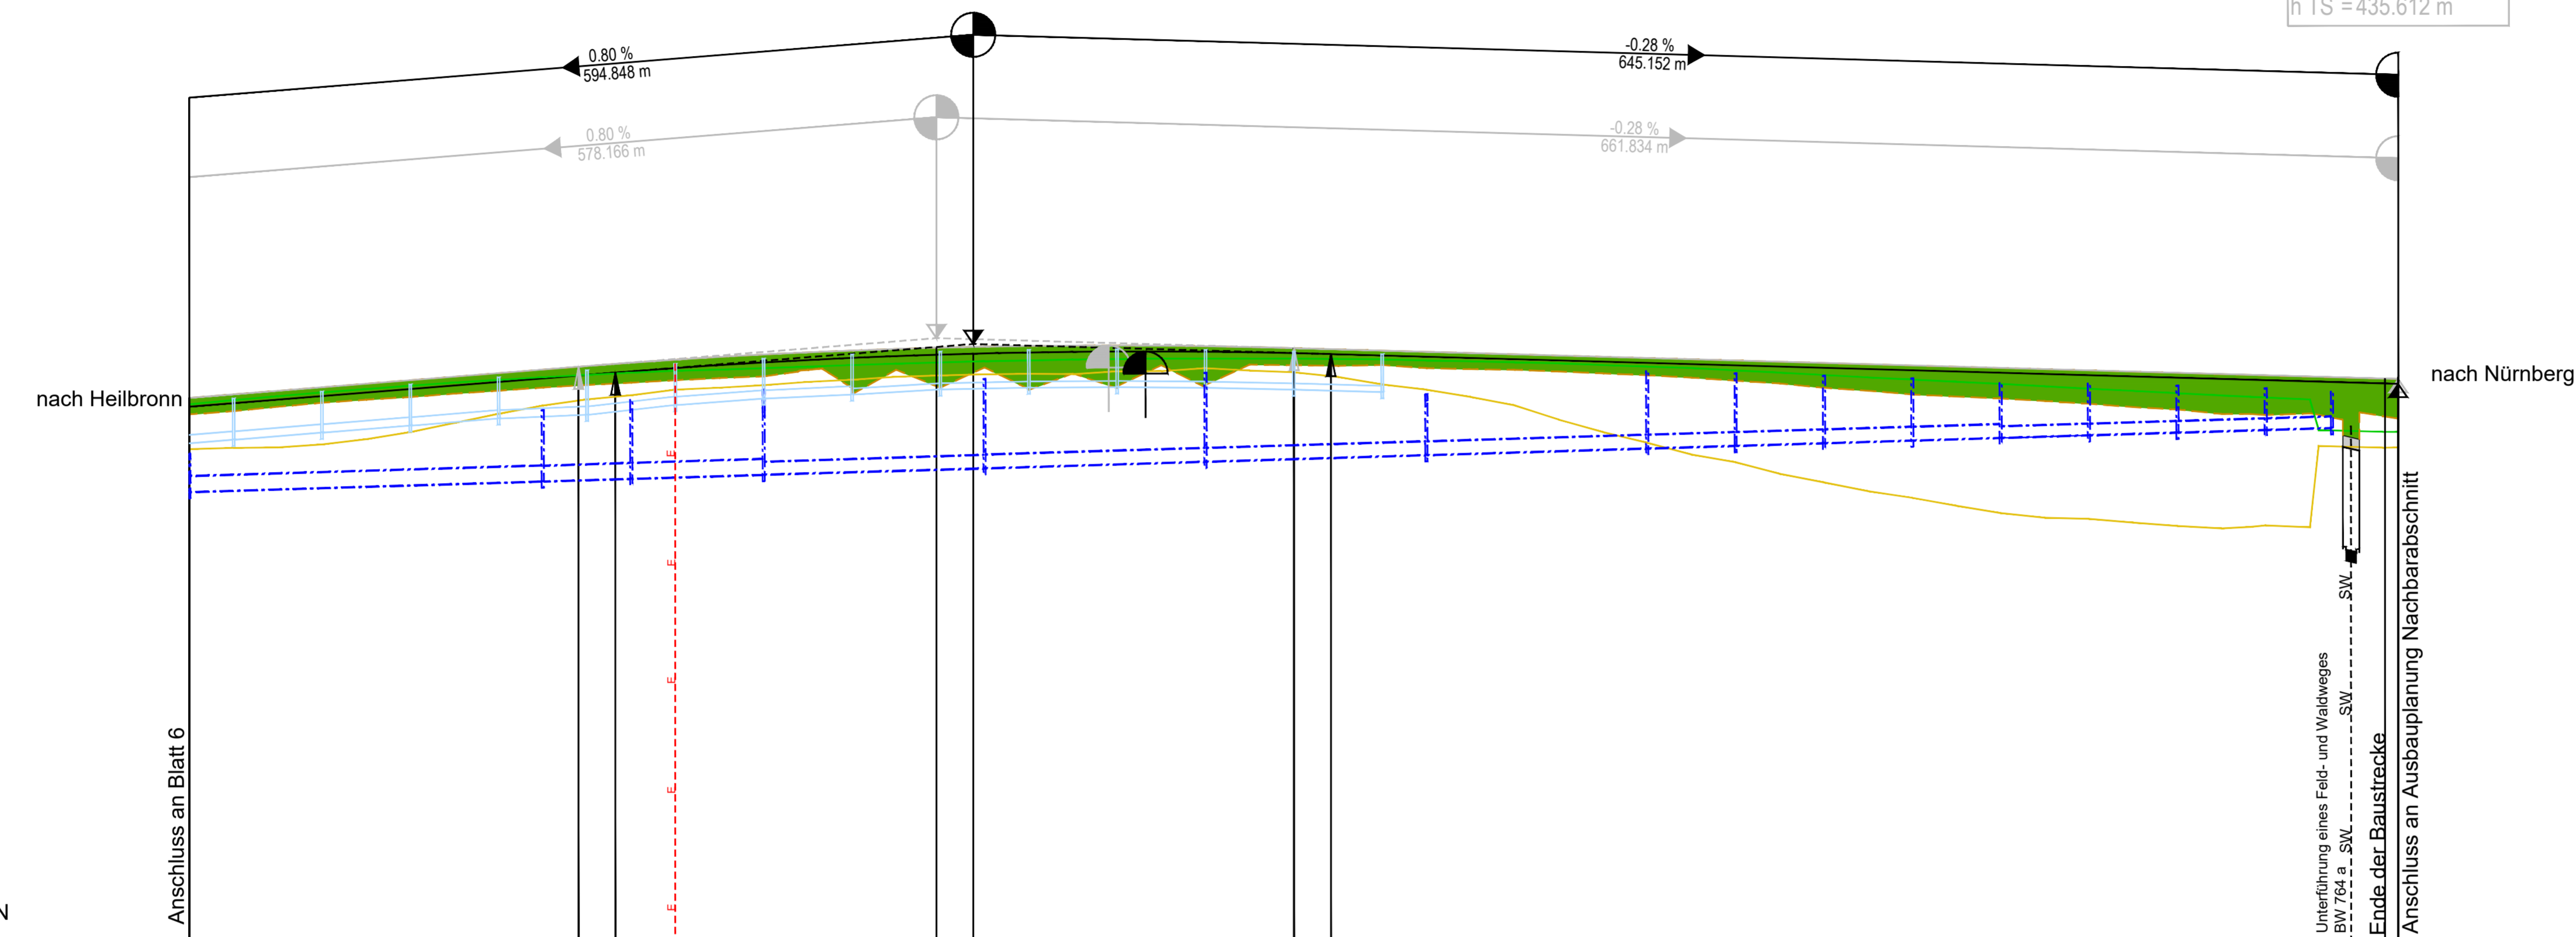 h TS =435.612 m
0.80 %
594.848 m
-0.28 %
645.152 m
0.80 %
578.166 m
-0.28 %
661.834 m
nach Heilbronn
nach Nürnberg
Anschluss an Blatt 6
E
E
E
E
E
SW
SW
SW
Unterführung eines Feld- und Waldweges
BW 764 a
Ende der Baustrecke
Anschluss an Ausbauplanung Nachbarabschnitt